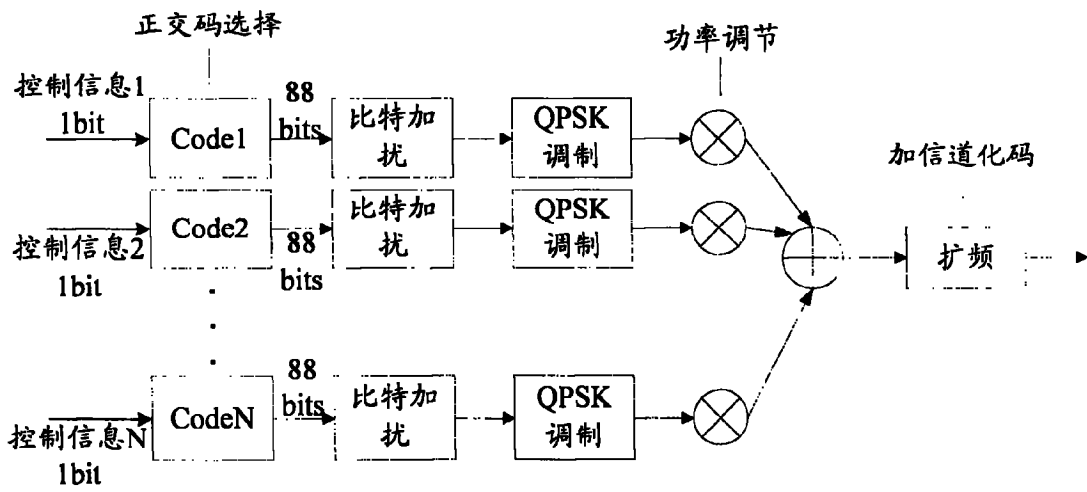 正交码选择
功率调节
控制信息1
1bit
Code1
88
bits
比特加
扰
QPSK
调制
加信道化码
控制信息2
1bit
Code2
88
bits
比特加
扰
QPSK
调制
扩频
控制信息N
1bit
CodeN
88
bits
比特加
扰
QPSK
调制